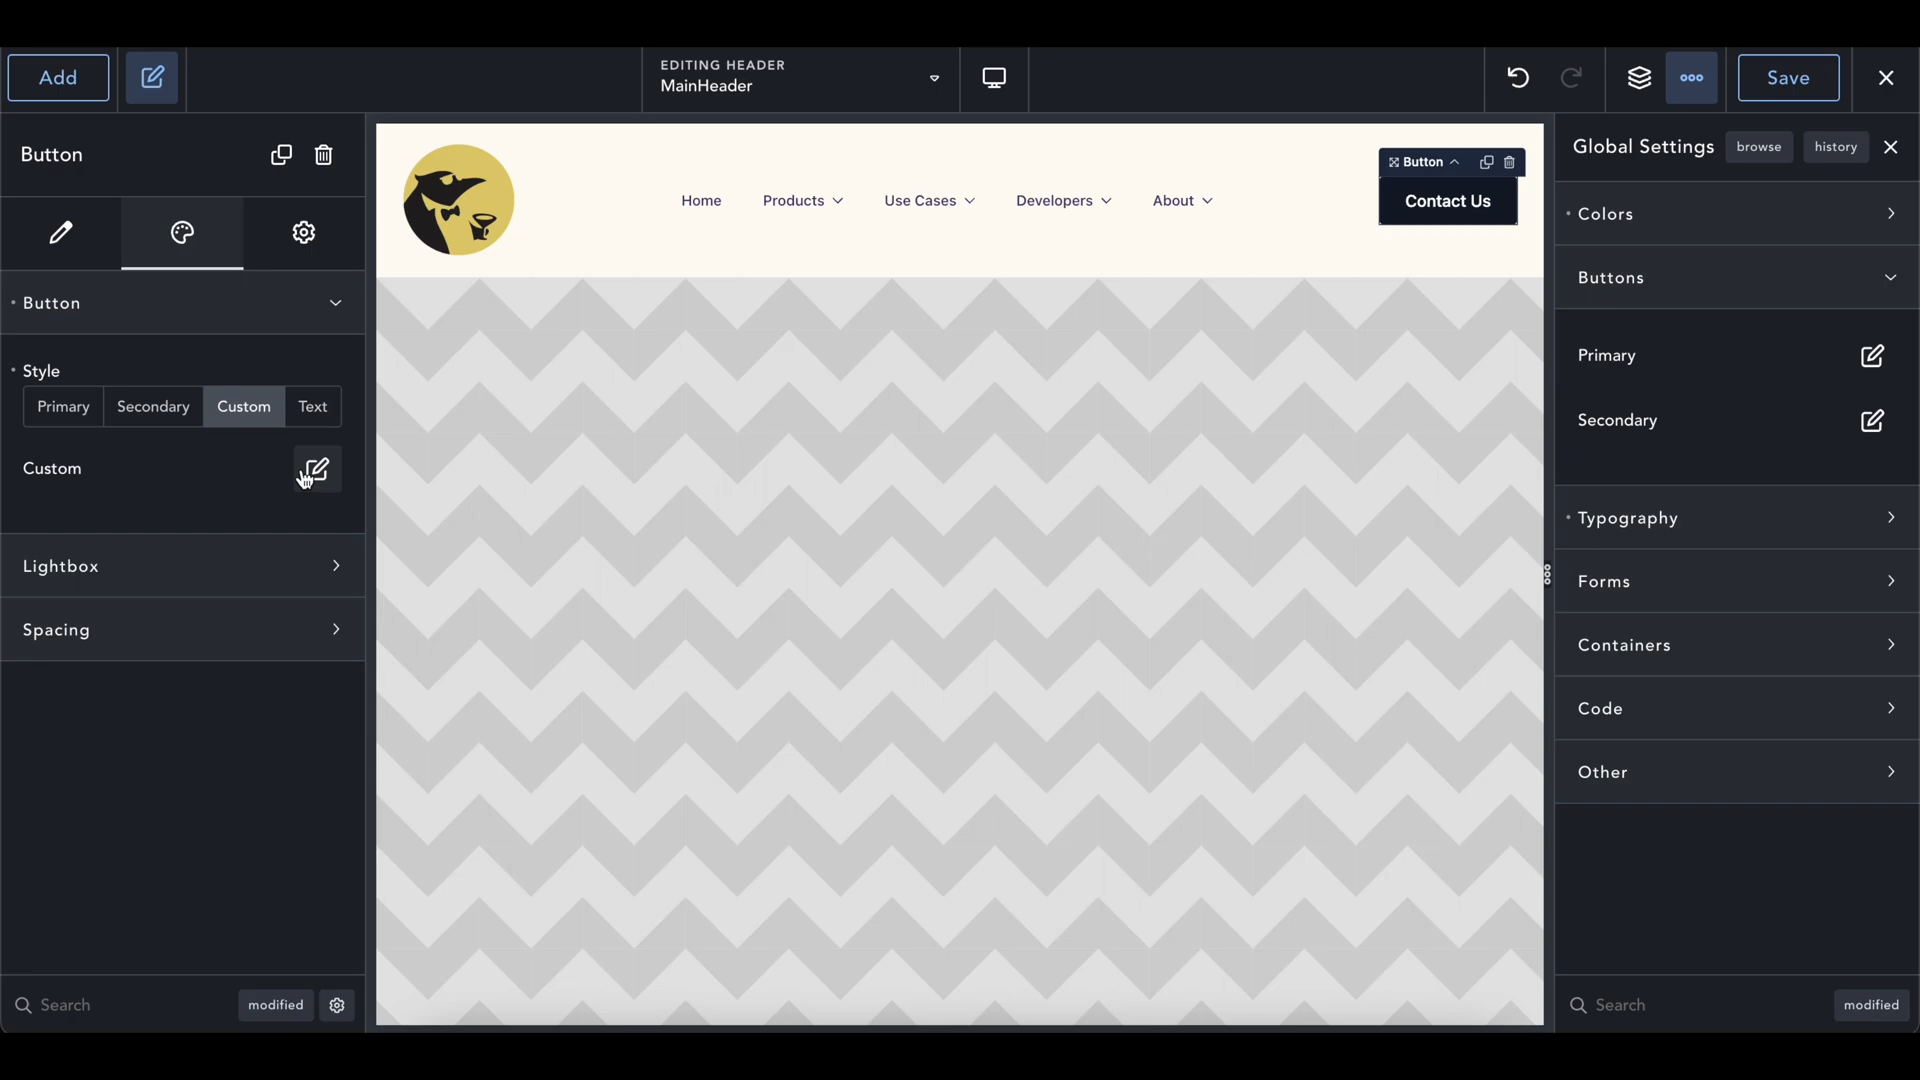 Add
EDITING HEADER
MainHeader
Save
Button
Button
Style
Primary Secondary Custom Text
Custom
Lightbox
Spacing
Search modified
Home Products Use Cases Developers About
Button
Contact Us
Global Settings browse history
Colors
Buttons
Primary
Secondary
Typography
Forms
Containers
Code
Other
Search modified